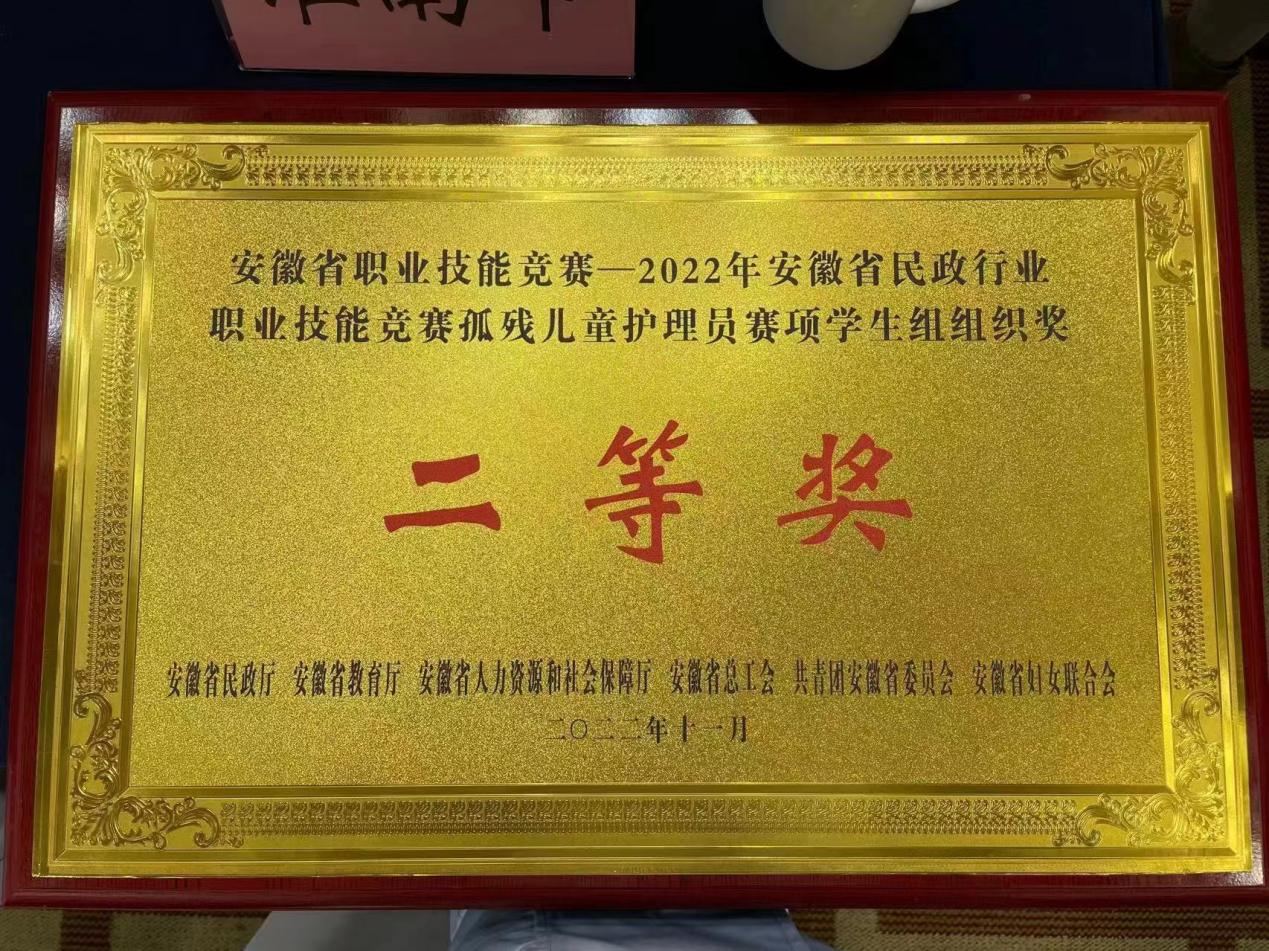 安徽省职业技能竞赛—2022年安徽省民政行业
职业技能竞赛孤残儿童护理员赛项学生组组织奖
二等奖
安徽省民政厅 安徽省教育厅 安徽省人力资源和社会保障厅 安徽省总工会 共青团安徽省委员会 安徽省妇女联合会
二〇二二年十一月